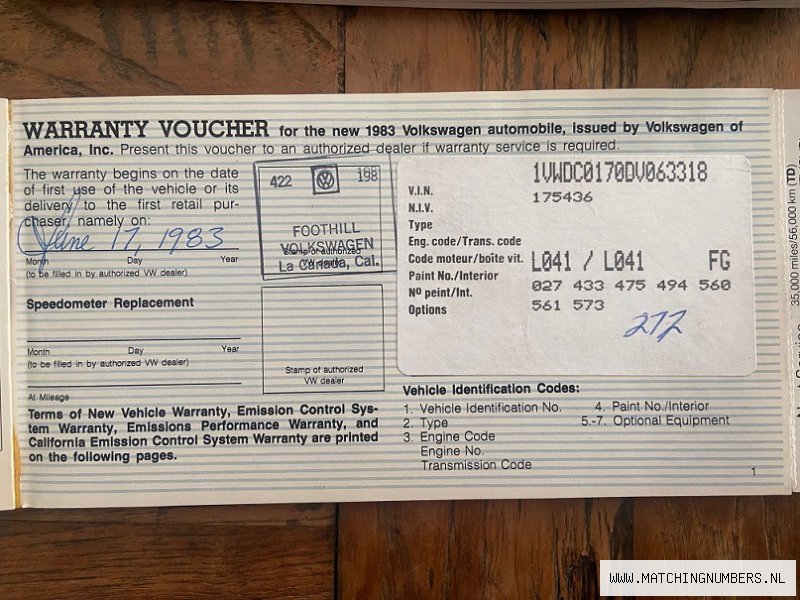 WARRANTY VOUCHER for the new 1983 Volkswagen automobile, issued by Volkswagen of
America, Inc. Present this voucher to an authorized dealer if warranty service is required.
The warranty begins on the date
of first use of the vehicle or its
delivery to the first retail pur-
chaser, namely on:
June 17, 1983
Month Day Year
(to be filled in by authorized VW dealer)
Speedometer Replacement
Month Day Year
(to be filled in by authorized VW dealer)
At Mileage
Terms of New Vehicle Warranty, Emission Control Sys-
tem Warranty, Emissions Performance Warranty, and
California Emission Control System Warranty are printed
on the following pages.
422 198
FOOTHILL
VOLKSWAGEN
Stamp of authorized
VW dealer
La Canada, Cal.
Stamp of authorized
VW dealer
V.I.N. 1VWDC0170DV063318
N.I.V. 175436
Type
Eng. code/Trans. code
Code moteur/boîte vit. L041 / L041 FG
Paint No./Interior 027 433 475 494 560
Nº peint/Int. 561 573
Options
272
Vehicle Identification Codes:
1. Vehicle Identification No. 4. Paint No./Interior
2. Type 5.-7. Optional Equipment
3. Engine Code
Engine No.
Transmission Code
1
35,000 miles/56,000 km (TD)
WWW.MATCHINGNUMBERS.NL